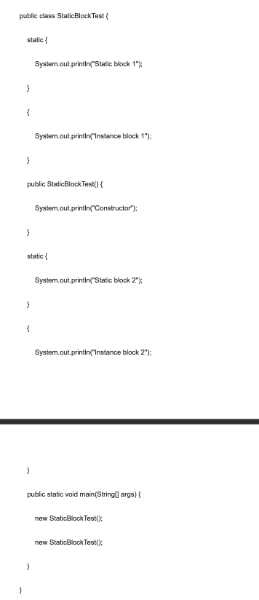 public class StaticBlockTest {
static {
System.out.println("Static block 1");
}
{
System.out.println("Instance block 1");
}
public StaticBlockTest() {
System.out.println("Constructor");
}
static {
System.out.println("Static block 2");
}
{
System.out.println("Instance block 2");
}
public static void main(String[] args) {
new StaticBlockTest();
new StaticBlockTest();
}
}